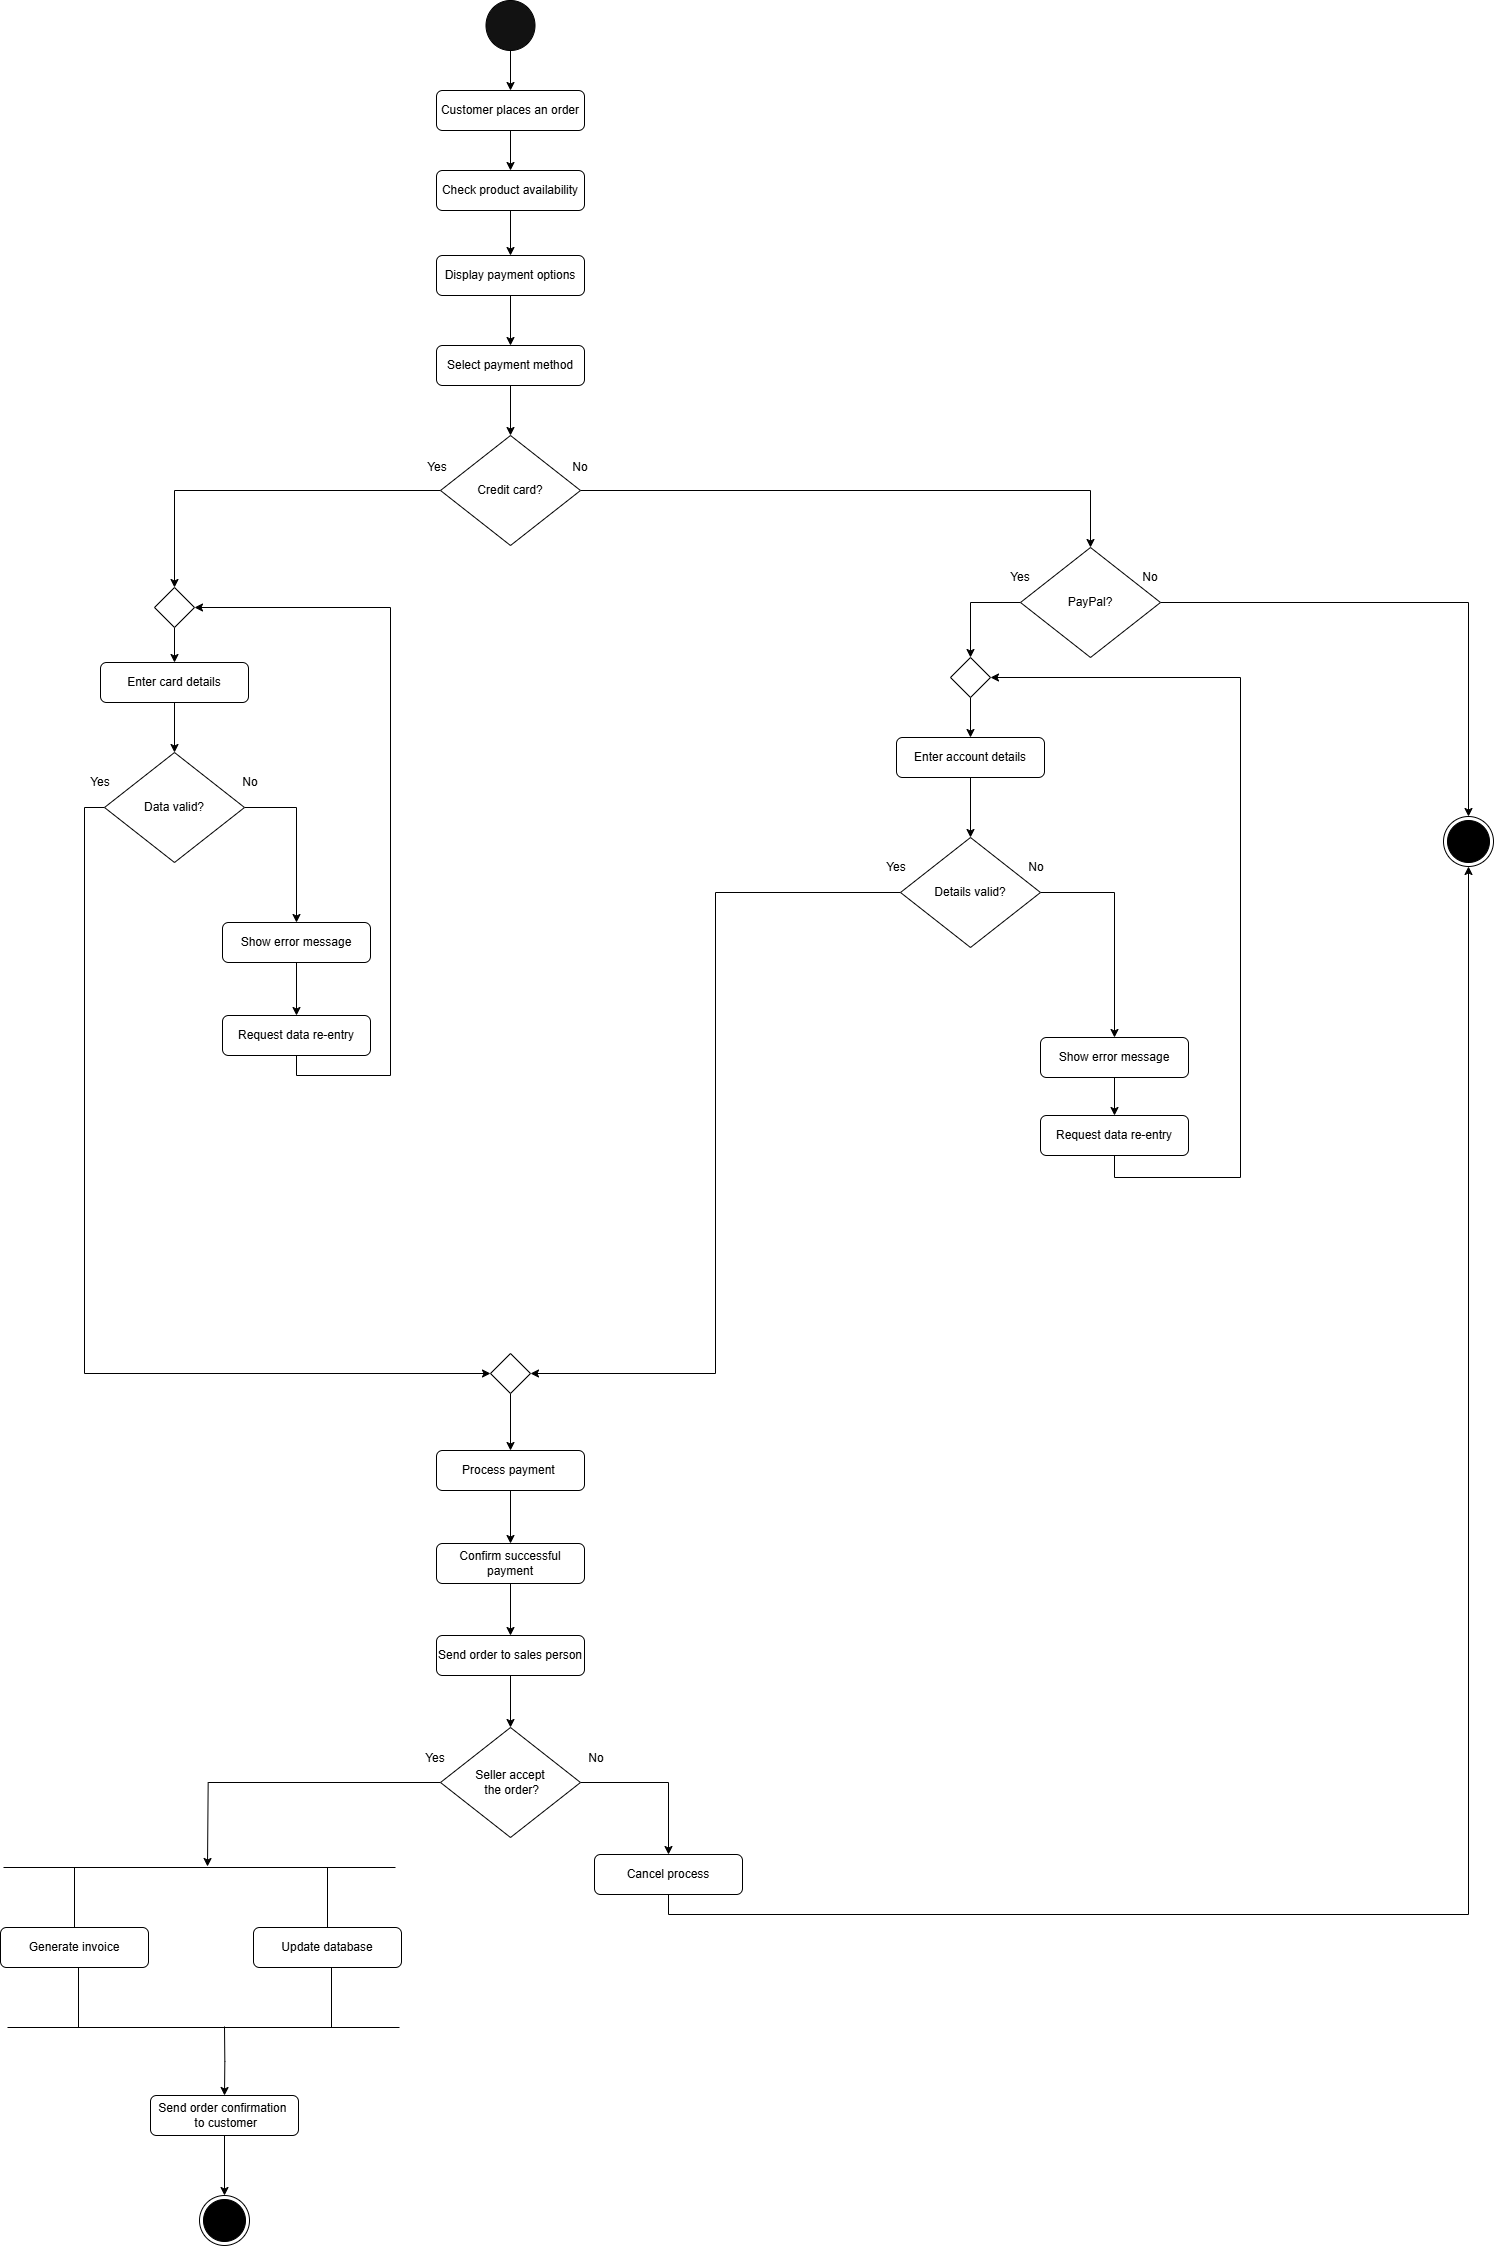 Customer places an order
Check product availability
Display payment options
Select payment method
Yes
No
Credit card?
Yes
No
PayPal?
Enter card details
Yes
No
Data valid?
Enter account details
Yes
No
Details valid?
Show error message
Request data re-entry
Show error message
Request data re-entry
Process payment
Confirm successful
payment
Send order to sales person
Yes
No
Seller accept
the order?
Cancel process
Generate invoice
Update database
Send order confirmation
to customer